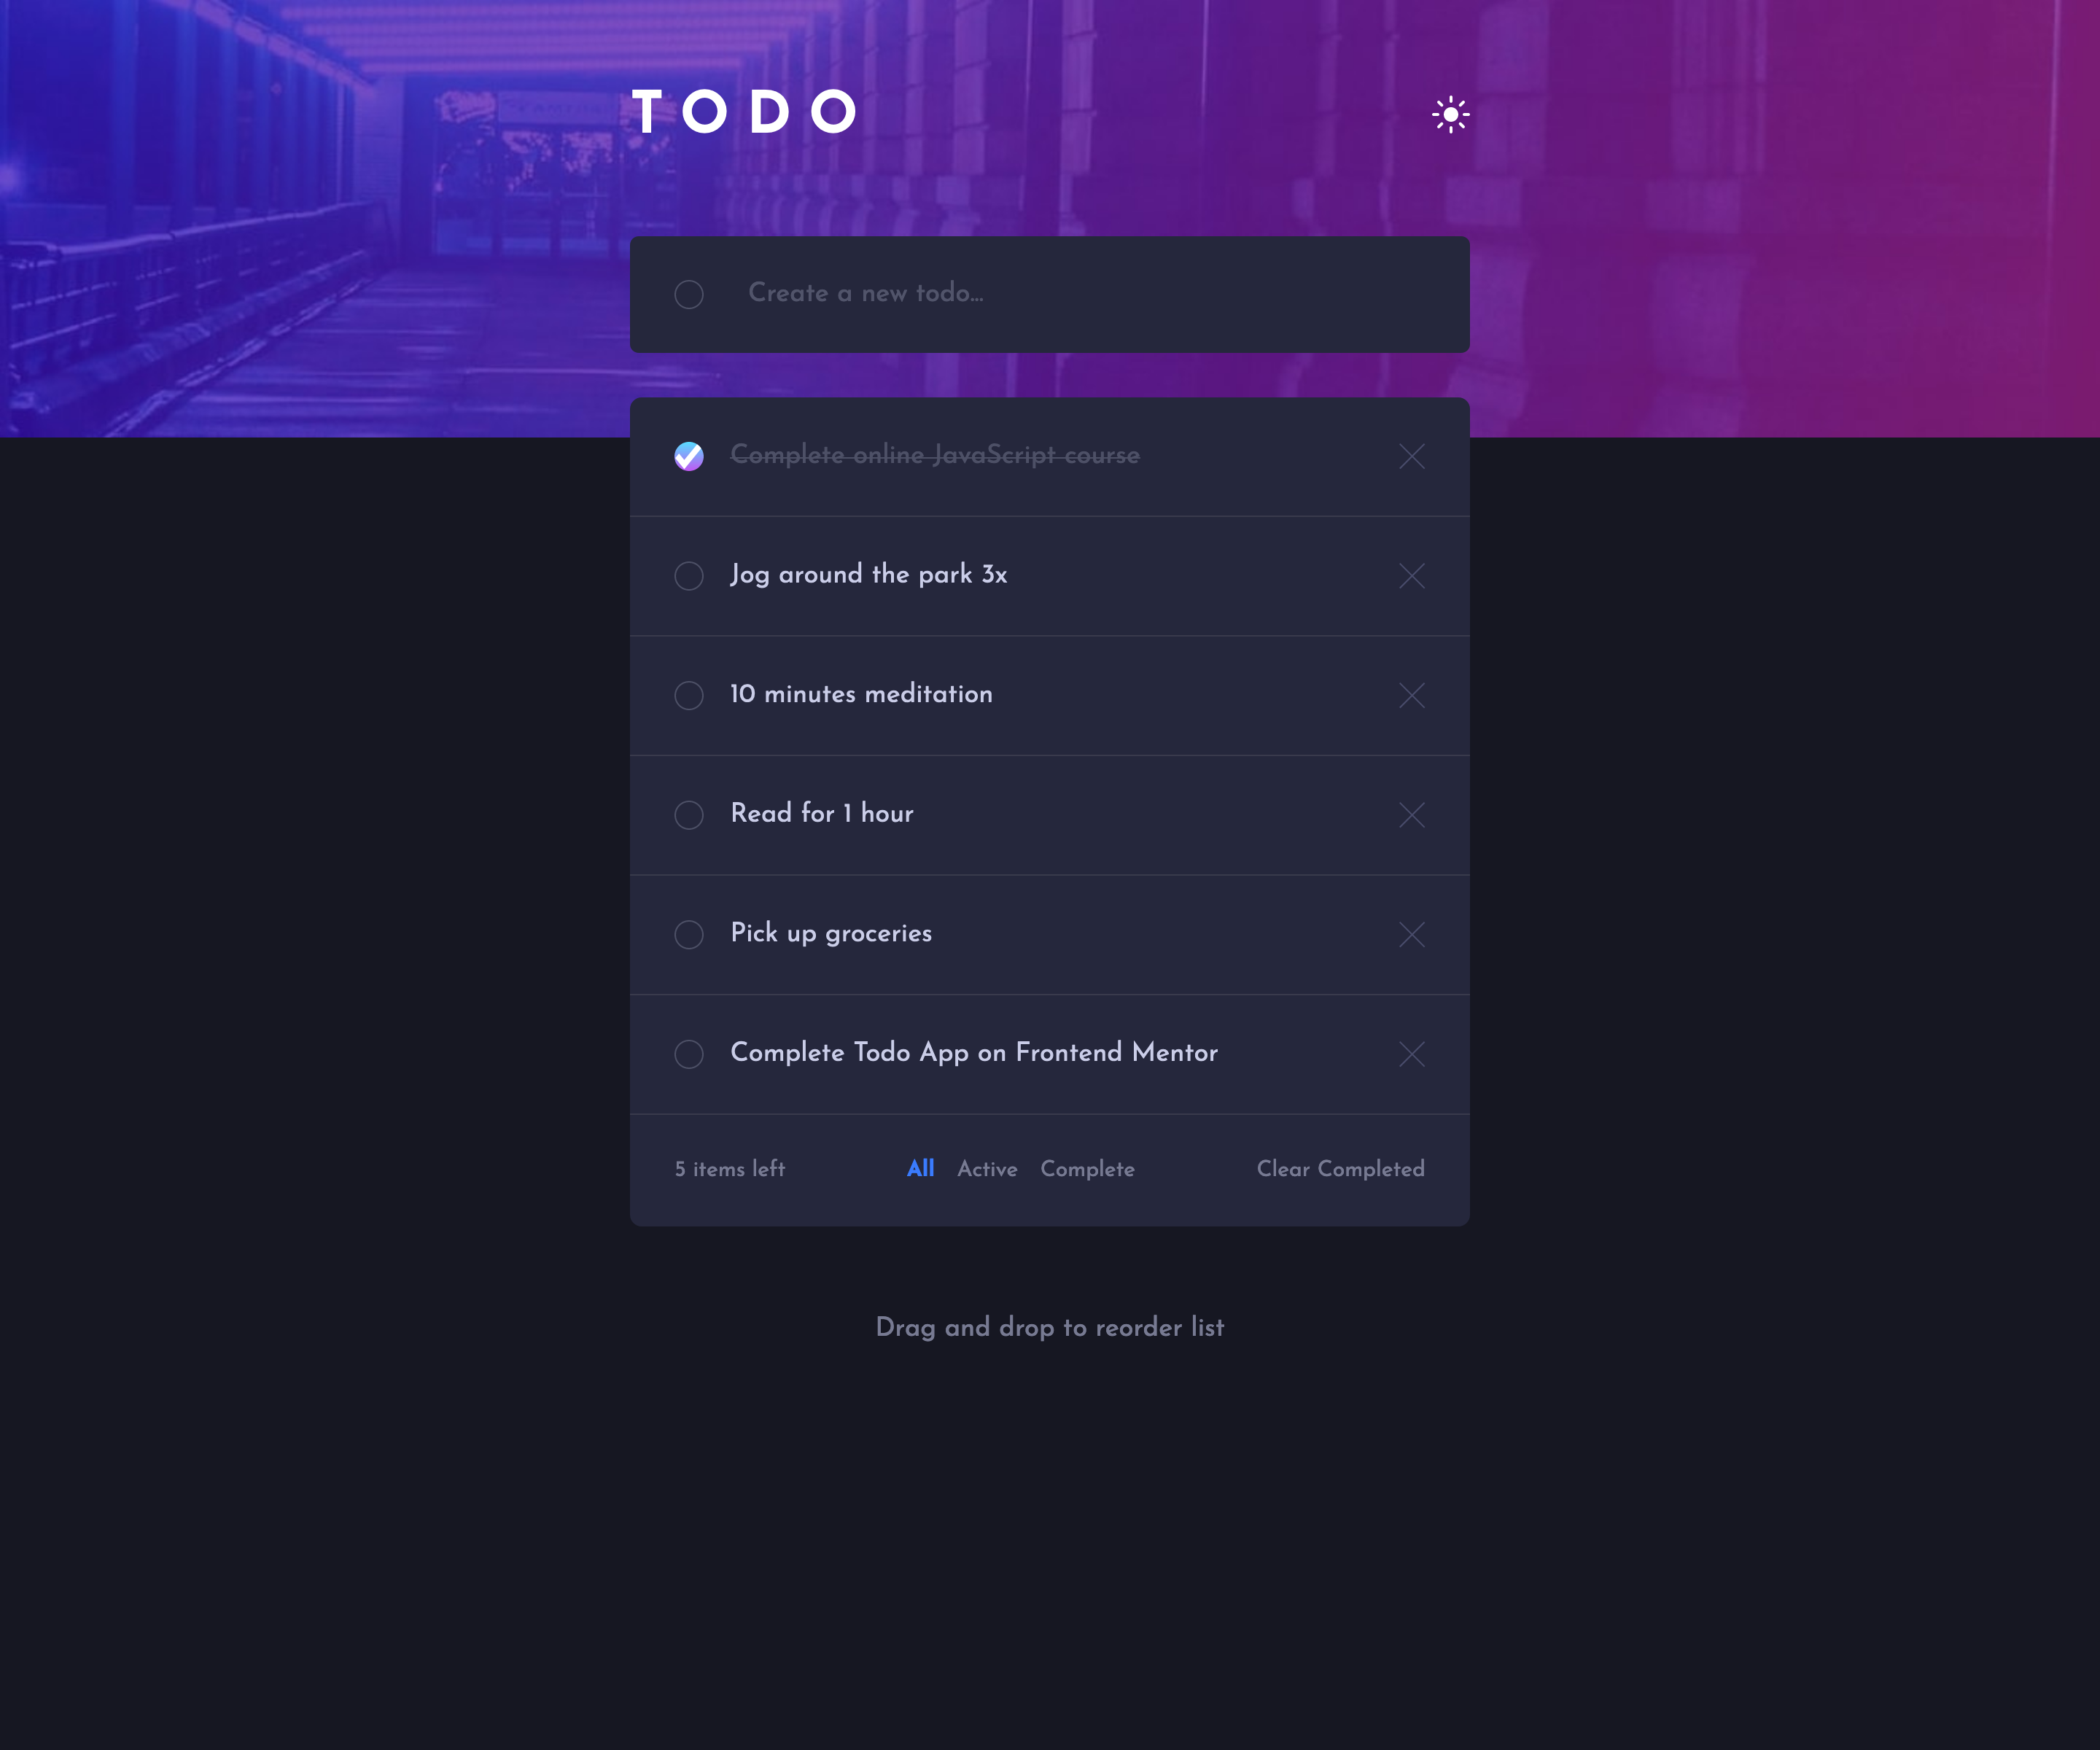 TODO
Create a new todo...
Complete online JavaScript course
Jog around the park 3x
10 minutes meditation
Read for 1 hour
Pick up groceries
Complete Todo App on Frontend Mentor
5 items left All Active Complete Clear Completed
Drag and drop to reorder list